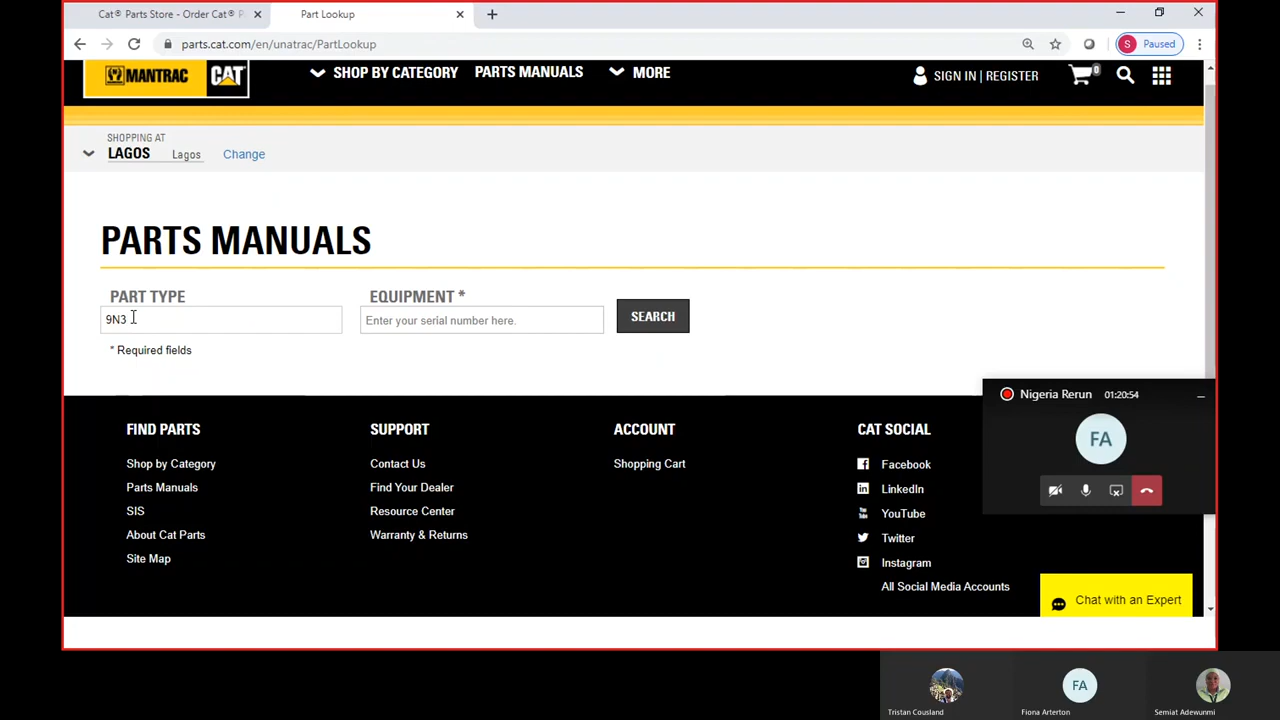 Cat® Parts Store - Order Cat® P
Part Lookup
parts.cat.com/en/unatrac/PartLookup
S
Paused
MANTRAC
CAT
SHOP BY CATEGORY
PARTS MANUALS
MORE
SIGN IN | REGISTER
0
SHOPPING AT
LAGOS
Lagos
Change
PARTS MANUALS
PART TYPE
EQUIPMENT *
9N3
Enter your serial number here.
SEARCH
* Required fields
Nigeria Rerun
01:20:54
FA
FIND PARTS
Shop by Category
Parts Manuals
SIS
About Cat Parts
Site Map
SUPPORT
Contact Us
Find Your Dealer
Resource Center
Warranty & Returns
ACCOUNT
Shopping Cart
CAT SOCIAL
Facebook
LinkedIn
YouTube
Twitter
Instagram
All Social Media Accounts
Chat with an Expert
FA
Tristan Cousland
Fiona Arterton
Semiat Adewunmi